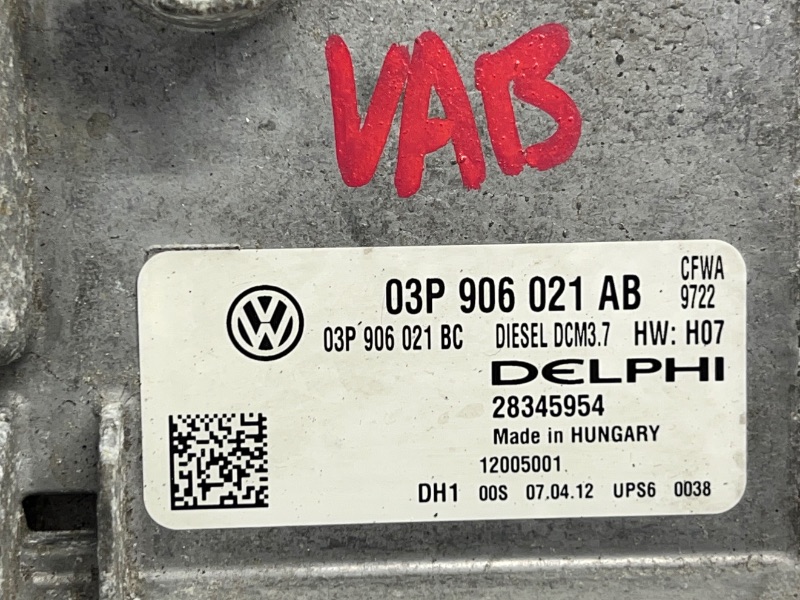 VAB
03P 906 021 AB CFWA
9722
03P 906 021 BC DIESEL DCM3.7 HW: H07
DELPHI
28345954
Made in HUNGARY
12005001
DH1 00S 07.04.12 UPS6 0038